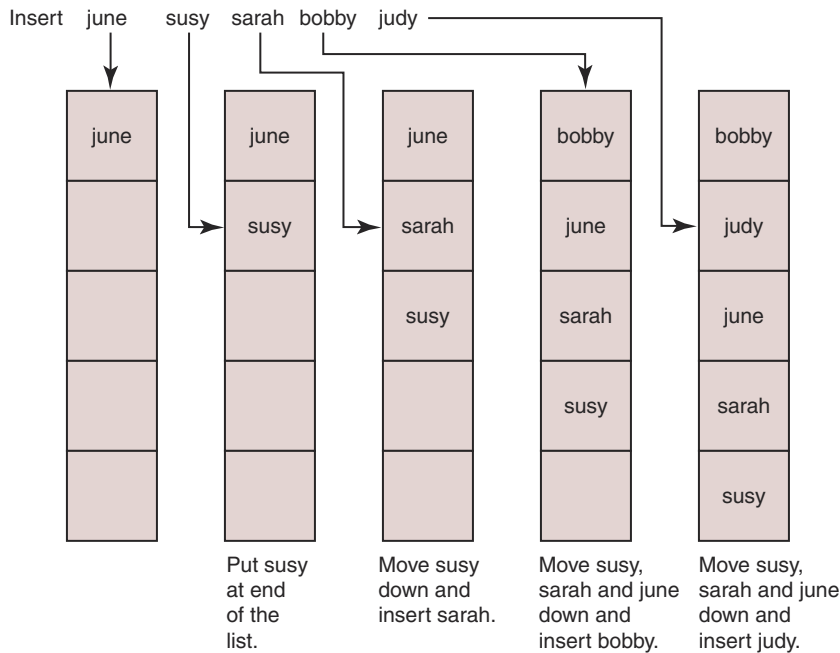 Insert june susy sarah bobby judy
june
june
susy
june
sarah
susy
bobby
june
sarah
susy
bobby
judy
june
sarah
susy
Put susy
at end
of the
list.
Move susy
down and
insert sarah.
Move susy,
sarah and june
down and
insert bobby.
Move susy,
sarah and june
down and
insert judy.